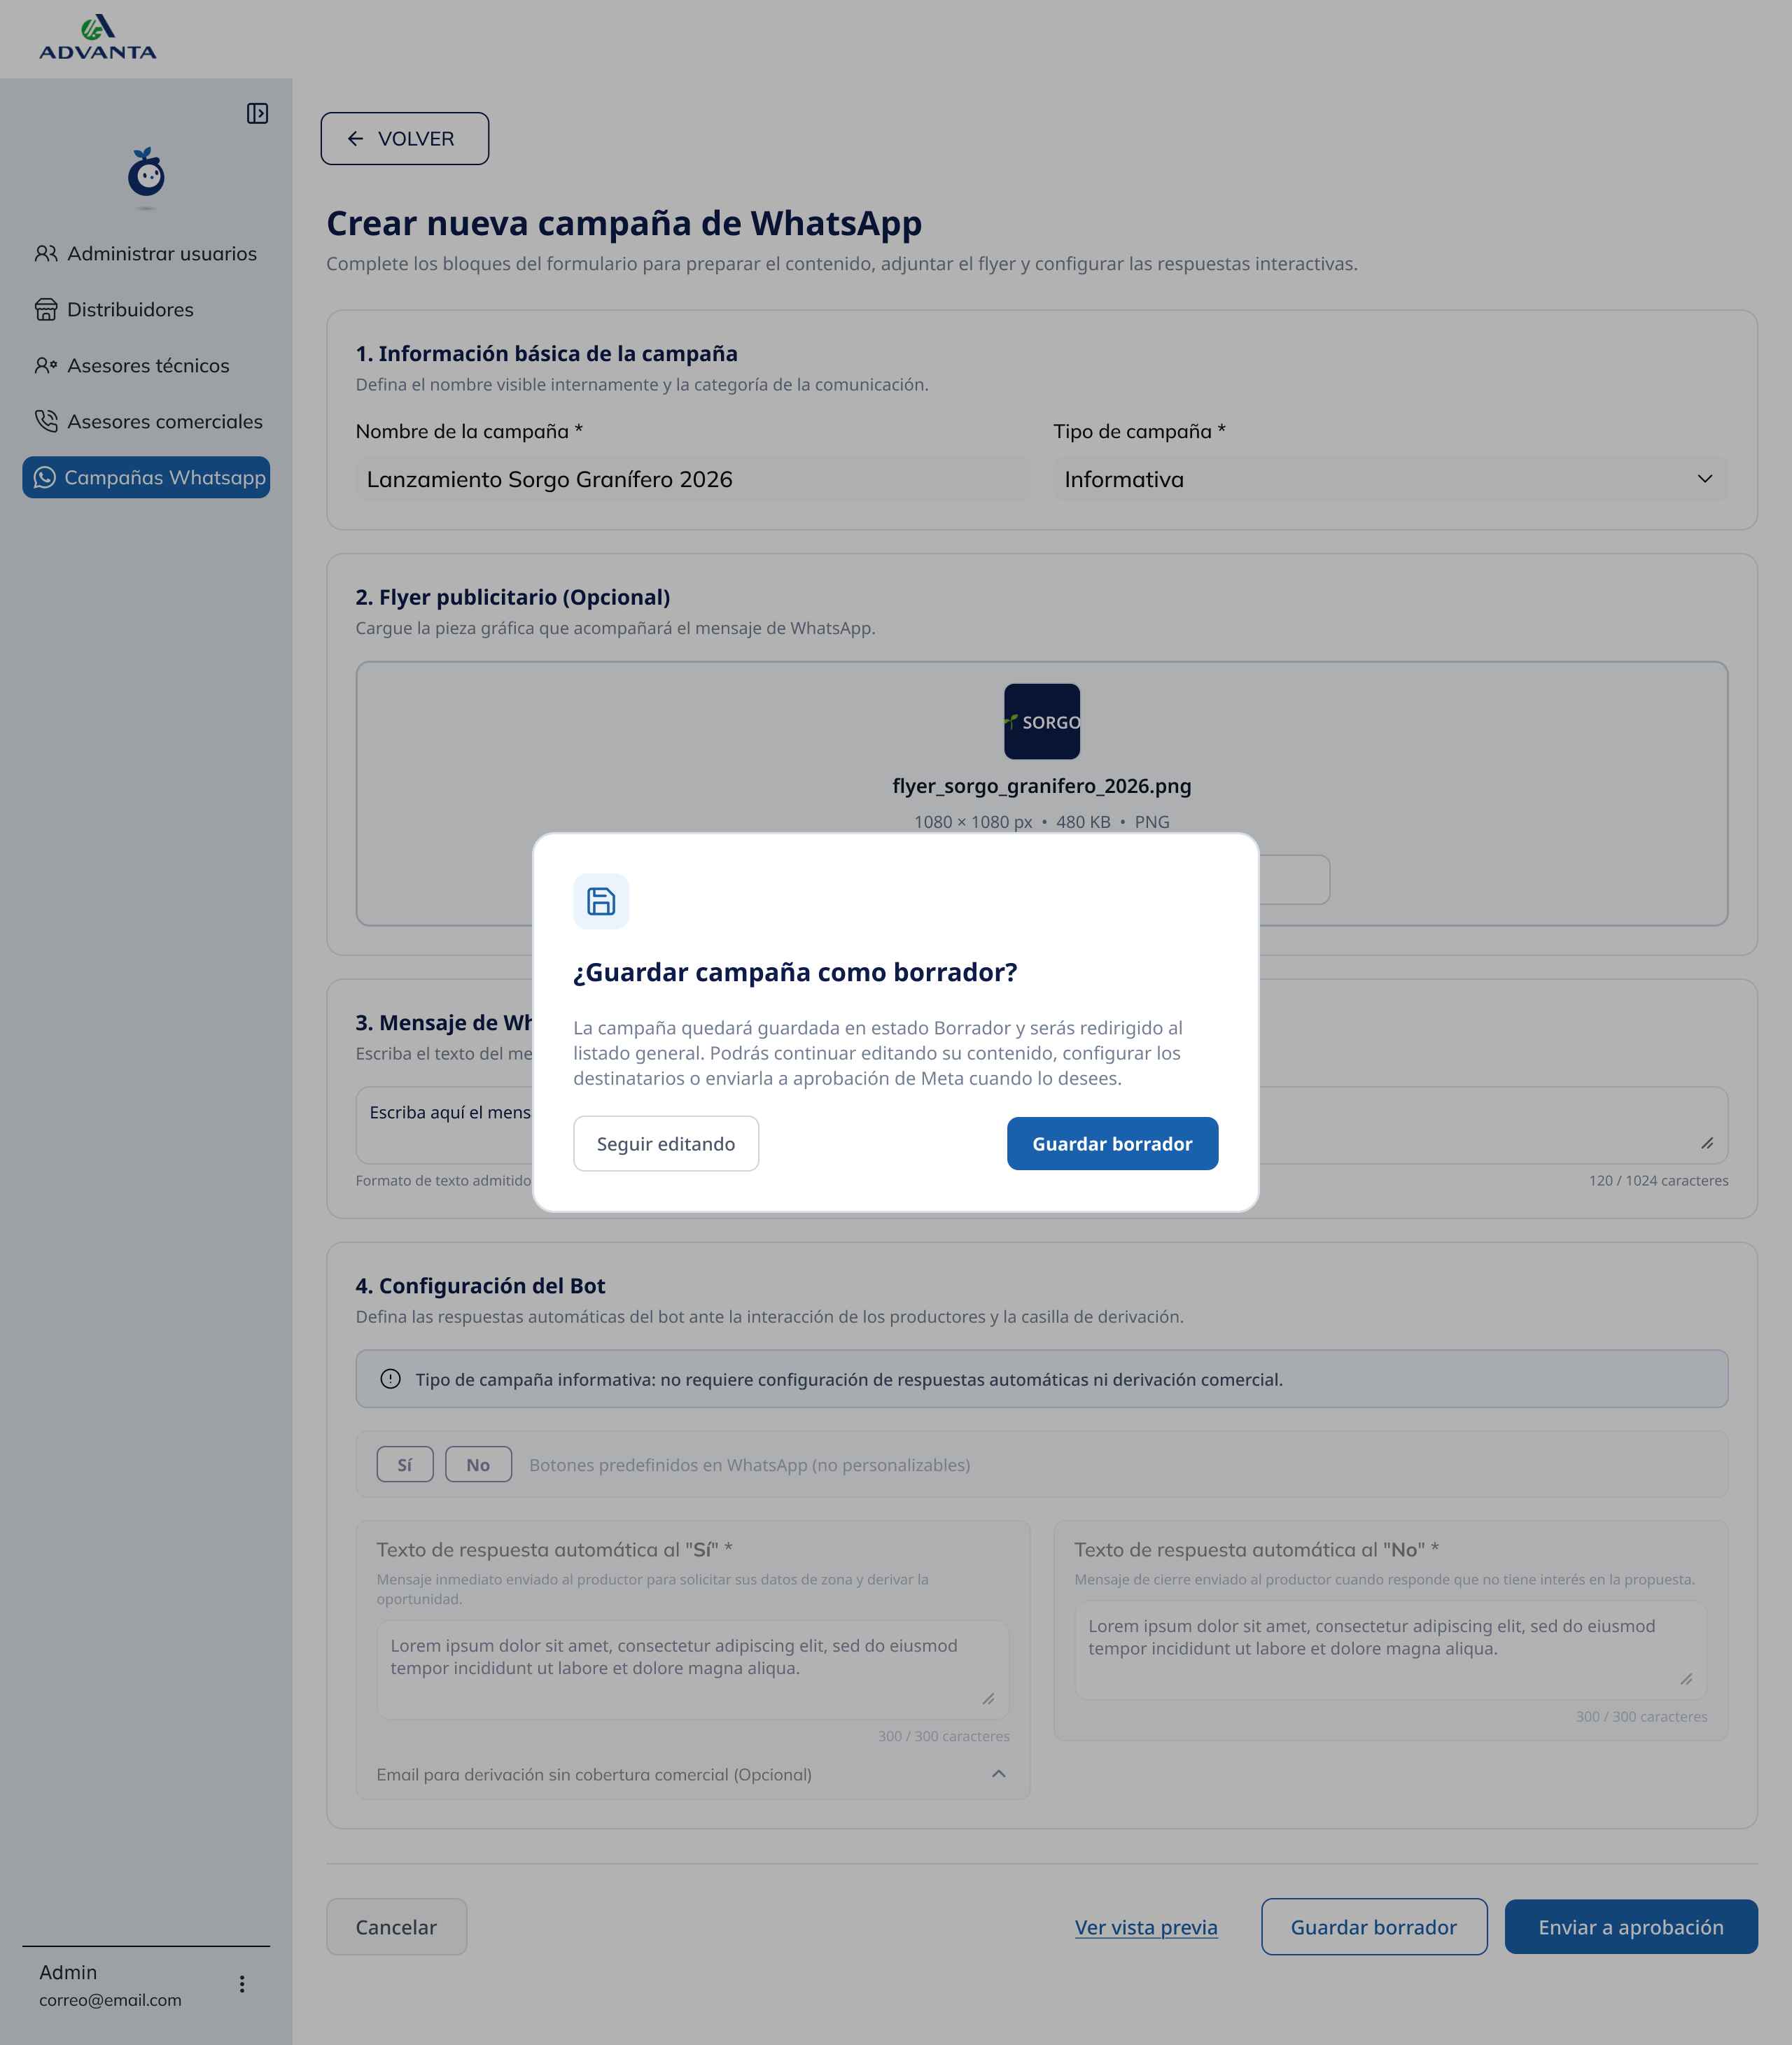 ADVANTA
VOLVER
Administrar usuarios
Distribuidores
Asesores técnicos
Asesores comerciales
Campañas Whatsapp
Crear nueva campaña de WhatsApp
Complete los bloques del formulario para preparar el contenido, adjuntar el flyer y configurar las respuestas interactivas.
1. Información básica de la campaña
Defina el nombre visible internamente y la categoría de la comunicación.
Nombre de la campaña *
Tipo de campaña *
Lanzamiento Sorgo Granífero 2026
Informativa
2. Flyer publicitario (Opcional)
Cargue la pieza gráfica que acompañará el mensaje de WhatsApp.
SORGO
flyer_sorgo_granifero_2026.png
1080 × 1080 px • 480 KB • PNG
¿Guardar campaña como borrador?
La campaña quedará guardada en estado Borrador y serás redirigido al
listado general. Podrás continuar editando su contenido, configurar los
destinatarios o enviarla a aprobación de Meta cuando lo desees.
Seguir editando
Guardar borrador
3. Mensaje de
Escriba el texto del
Escriba aquí el
Formato de texto admitido
120 / 1024 caracteres
4. Configuración del Bot
Defina las respuestas automáticas del bot ante la interacción de los productores y la casilla de derivación.
Tipo de campaña informativa: no requiere configuración de respuestas automáticas ni derivación comercial.
Sí
No
Botones predefinidos en WhatsApp (no personalizables)
Texto de respuesta automática al "Sí" *
Mensaje inmediato enviado al productor para solicitar sus datos de zona y derivar la
oportunidad.
Lorem ipsum dolor sit amet, consectetur adipiscing elit, sed do eiusmod
tempor incididunt ut labore et dolore magna aliqua.
300 / 300 caracteres
Email para derivación sin cobertura comercial (Opcional)
Texto de respuesta automática al "No" *
Mensaje de cierre enviado al productor cuando responde que no tiene interés en la propuesta.
Lorem ipsum dolor sit amet, consectetur adipiscing elit, sed do eiusmod
tempor incididunt ut labore et dolore magna aliqua.
300 / 300 caracteres
Cancelar
Ver vista previa
Guardar borrador
Enviar a aprobación
Admin
correo@email.com